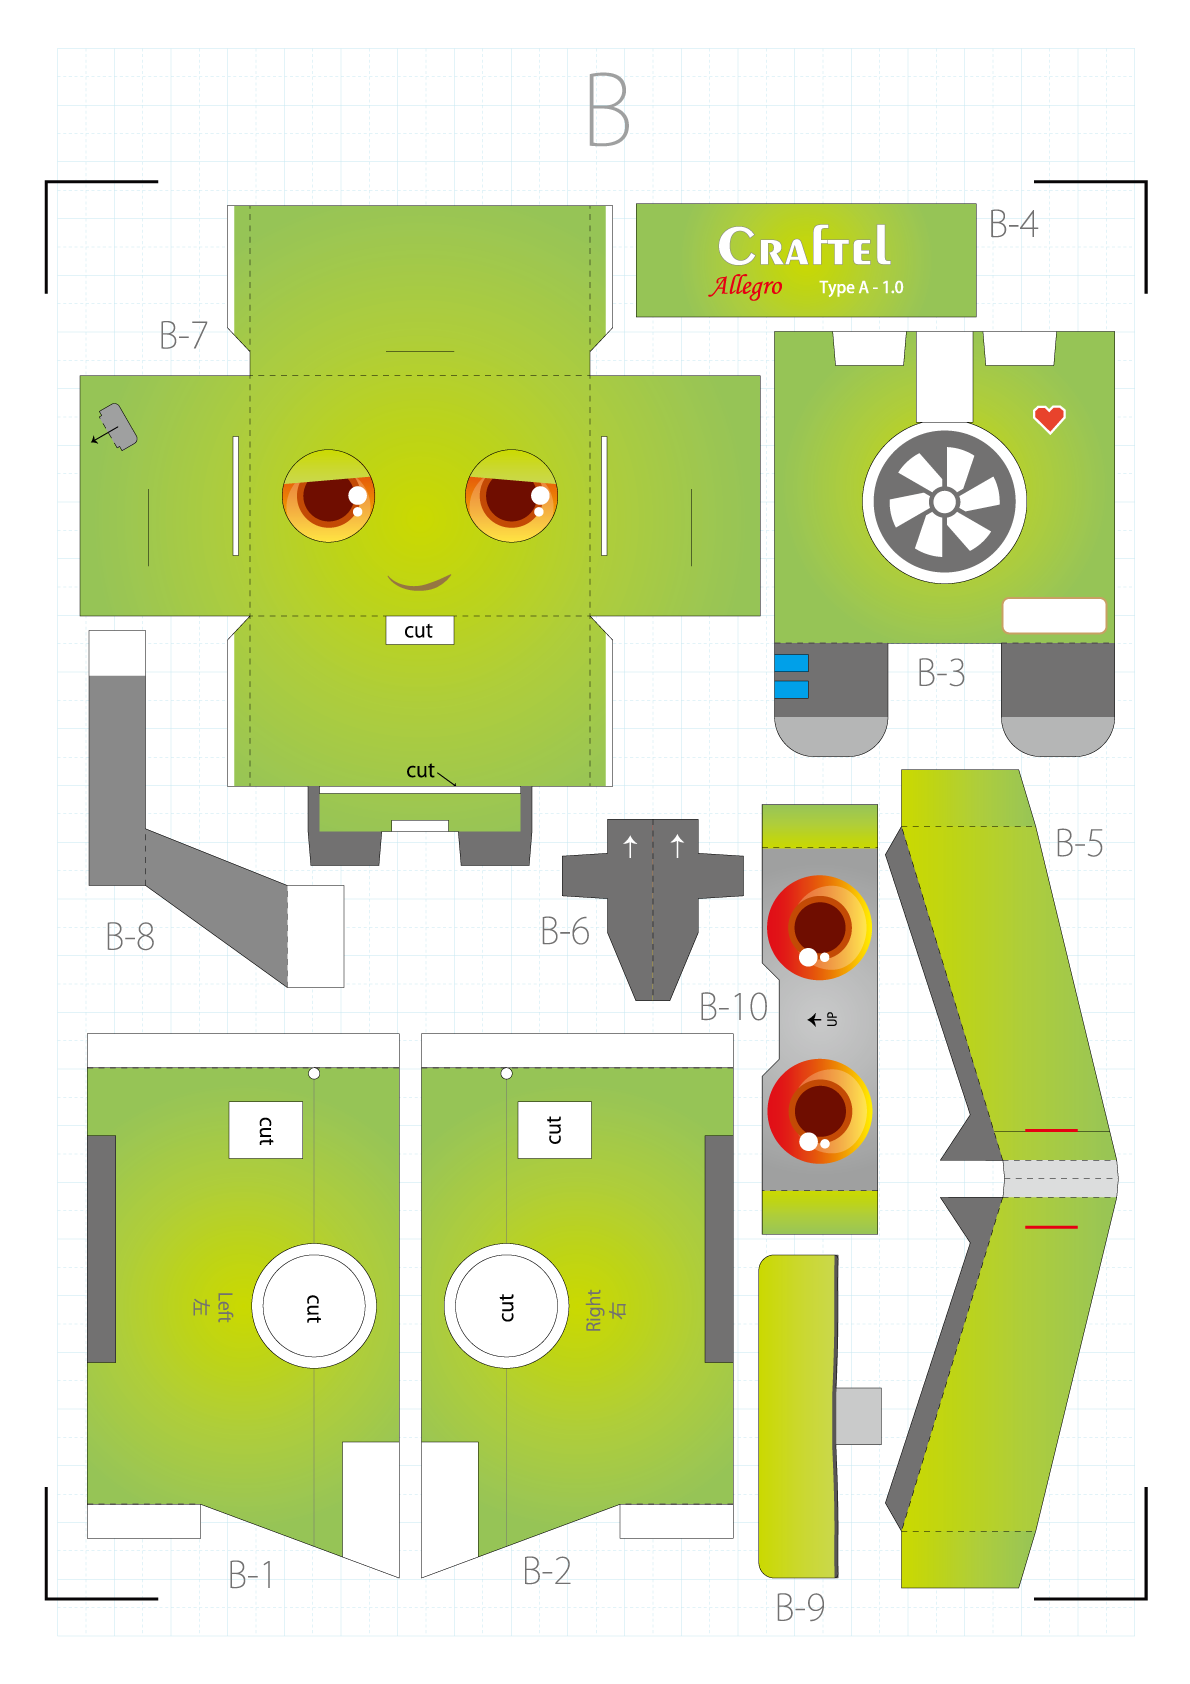 B
B-4
CRAftEl
Allegro Type A - 1.0
B-7
cut
B-3
cut
B-5
B-6
B-8
B-10
UP
cut
cut
cut
cut
Left
左
Right
右
B-1
B-2
B-9